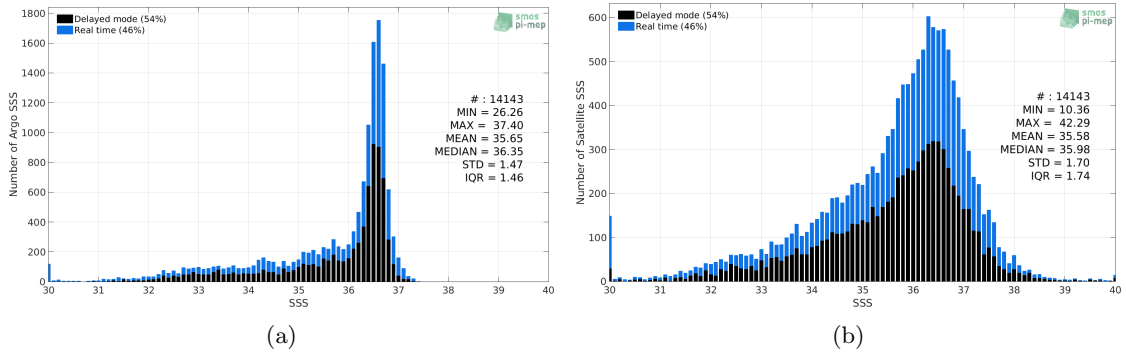 Delayed mode (54%)
Real time (46%)
smos
pi-mep
# : 14143
MIN = 26.26
MAX = 37.40
MEAN = 35.65
MEDIAN = 36.35
STD = 1.47
IQR = 1.46
Number of Argo SSS
1800
1600
1400
1200
1000
800
600
400
200
0
30 31 32 33 34 35 36 37 38 39 40
SSS
(a)
Delayed mode (54%)
Real time (46%)
smos
pi-mep
# : 14143
MIN = 10.36
MAX = 42.29
MEAN = 35.58
MEDIAN = 35.98
STD = 1.70
IQR = 1.74
Number of Satellite SSS
600
500
400
300
200
100
0
30 31 32 33 34 35 36 37 38 39 40
SSS
(b)